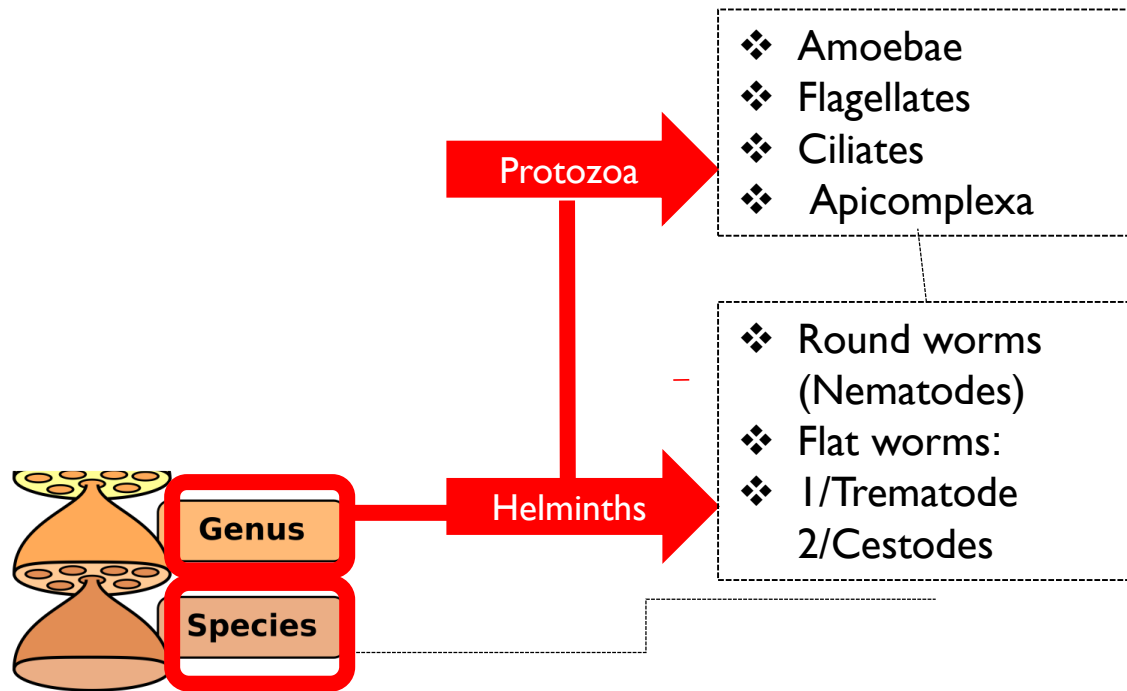 ❖ Amoebae
❖ Flagellates
❖ Ciliates
❖ Apicomplexa
Protozoa
❖ Round worms
(Nematodes)
❖ Flat worms:
❖ 1/Trematode
2/Cestodes
Helminths
Genus
Species